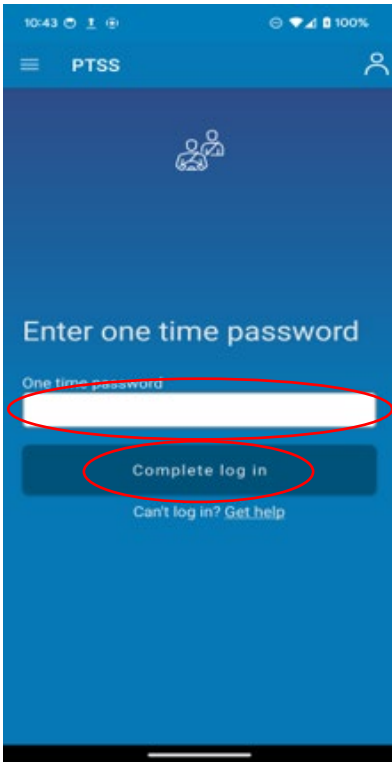 10:43 100%
PTSS
Enter one time password
One time password
Complete log in
Can't log in? Get help